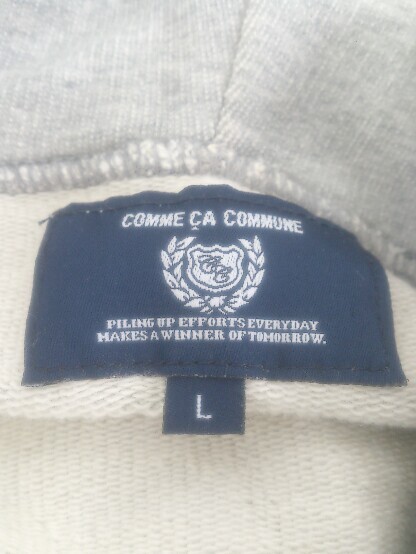 COMME ÇA COMMUNE
PILING UP EFFORTS EVERYDAY
MAKES A WINNER OF TOMORROW.
L